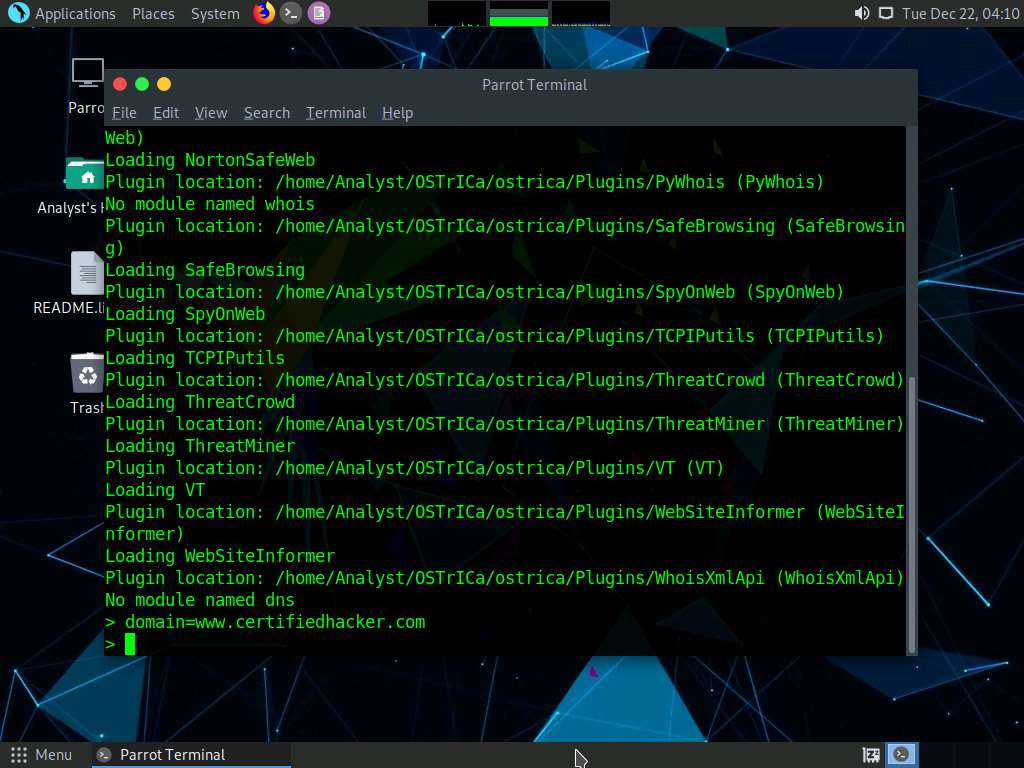 Applications Places System Tue Dec 22, 04:10
Parrot Terminal
File Edit View Search Terminal Help
Parro
Analyst's H
README.li
Trash
Web)
Loading NortonSafeWeb
Plugin location: /home/Analyst/OSTrICa/ostrica/Plugins/PyWhois (PyWhois)
No module named whois
Plugin location: /home/Analyst/OSTrICa/ostrica/Plugins/SafeBrowsing (SafeBrowsin
g)
Loading SafeBrowsing
Plugin location: /home/Analyst/OSTrICa/ostrica/Plugins/SpyOnWeb (SpyOnWeb)
Loading SpyOnWeb
Plugin location: /home/Analyst/OSTrICa/ostrica/Plugins/TCPIPutils (TCPIPutils)
Loading TCPIPutils
Plugin location: /home/Analyst/OSTrICa/ostrica/Plugins/ThreatCrowd (ThreatCrowd)
Loading ThreatCrowd
Plugin location: /home/Analyst/OSTrICa/ostrica/Plugins/ThreatMiner (ThreatMiner)
Loading ThreatMiner
Plugin location: /home/Analyst/OSTrICa/ostrica/Plugins/VT (VT)
Loading VT
Plugin location: /home/Analyst/OSTrICa/ostrica/Plugins/WebSiteInformer (WebSiteI
nformer)
Loading WebSiteInformer
Plugin location: /home/Analyst/OSTrICa/ostrica/Plugins/WhoisXmlApi (WhoisXmlApi)
No module named dns
> domain=www.certifiedhacker.com
>
Menu Parrot Terminal